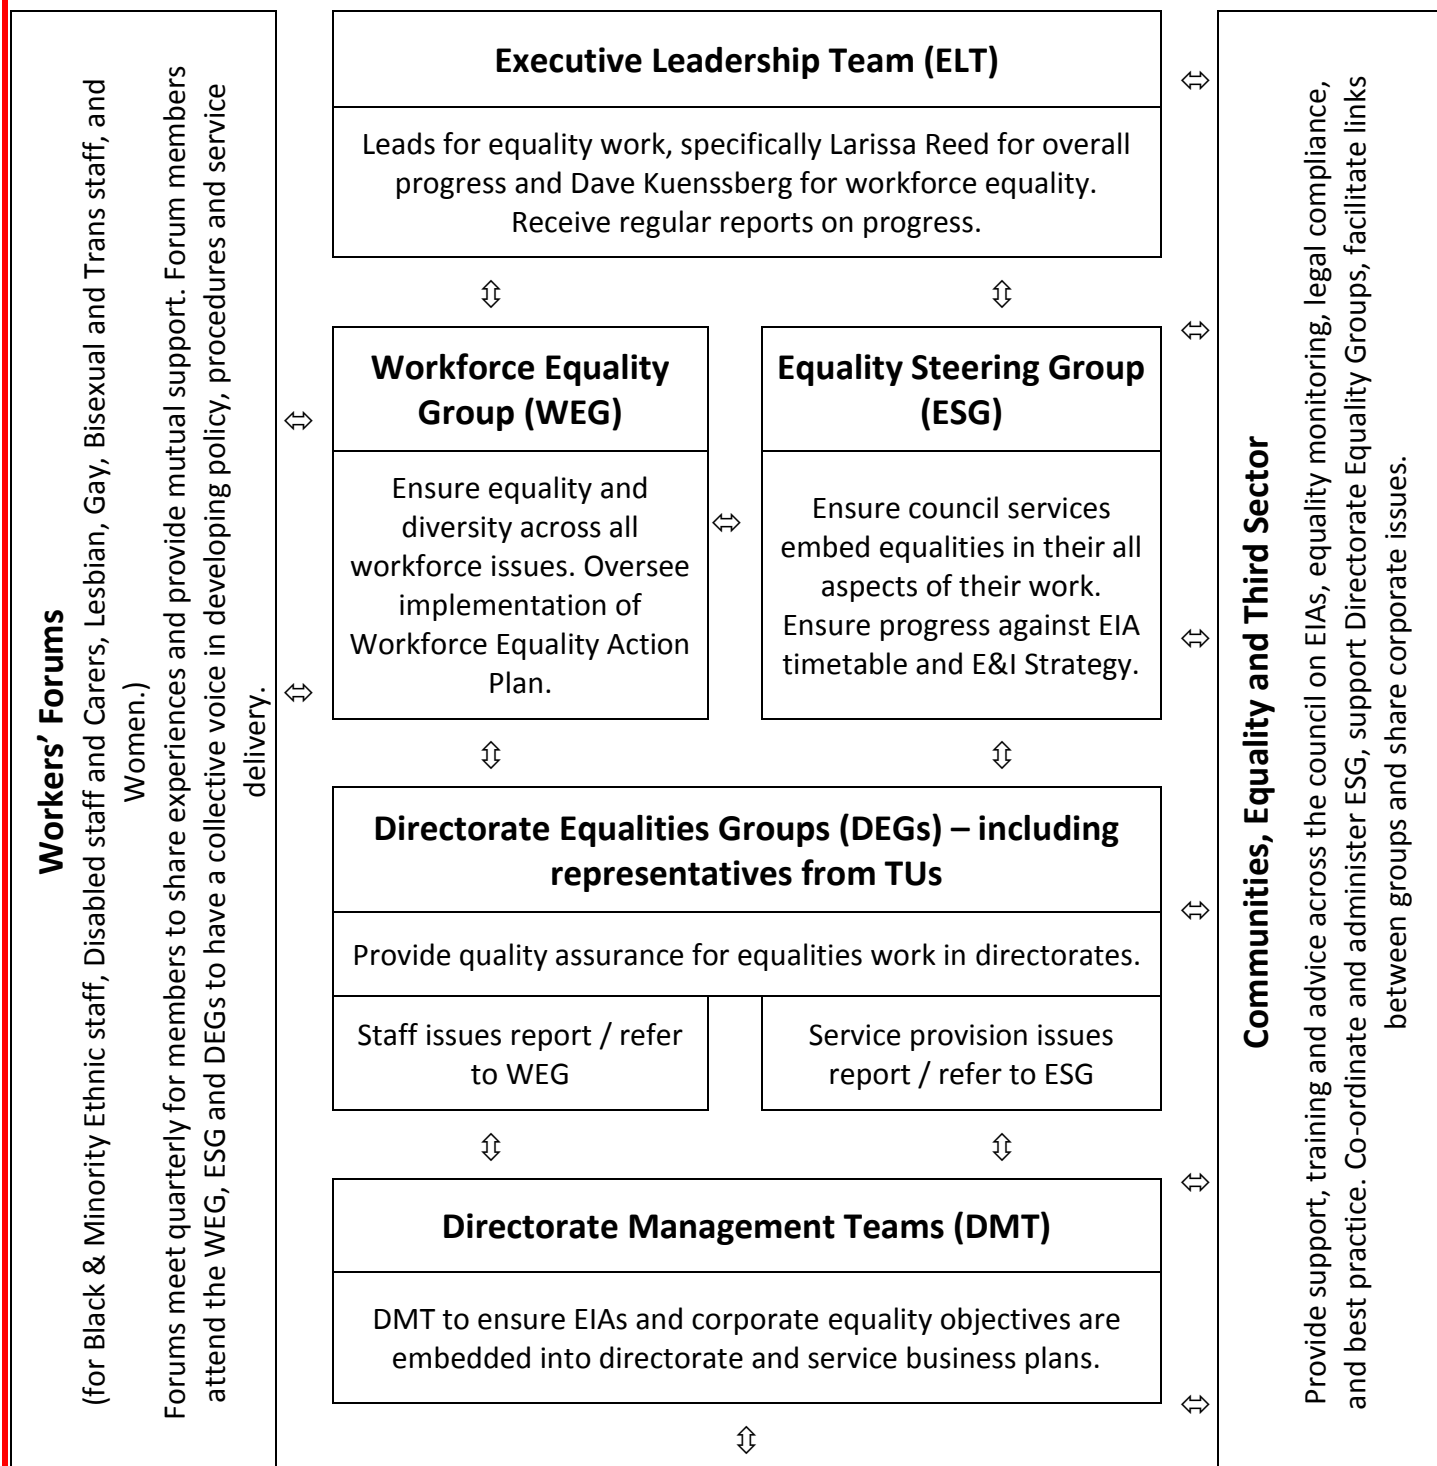 Workers’ Forums
(for Black & Minority Ethnic staff, Disabled staff and Carers, Lesbian, Gay, Bisexual and Trans staff, and
Women.)
Forums meet quarterly for members to share experiences and provide mutual support. Forum members
attend the WEG, ESG and DEGs to have a collective voice in developing policy, procedures and service
delivery.
Executive Leadership Team (ELT)
Leads for equality work, specifically Larissa Reed for overall
progress and Dave Kuenssberg for workforce equality.
Receive regular reports on progress.
Workforce Equality
Group (WEG)
Ensure equality and
diversity across all
workforce issues. Oversee
implementation of
Workforce Equality Action
Plan.
Equality Steering Group
(ESG)
Ensure council services
embed equalities in their all
aspects of their work.
Ensure progress against EIA
timetable and E&I Strategy.
Directorate Equalities Groups (DEGs) – including
representatives from TUs
Provide quality assurance for equalities work in directorates.
Staff issues report / refer
to WEG
Service provision issues
report / refer to ESG
Directorate Management Teams (DMT)
DMT to ensure EIAs and corporate equality objectives are
embedded into directorate and service business plans.
Communities, Equality and Third Sector
Provide support, training and advice across the council on EIAs, equality monitoring, legal compliance,
and best practice. Co-ordinate and administer ESG, support Directorate Equality Groups, facilitate links
between groups and share corporate issues.